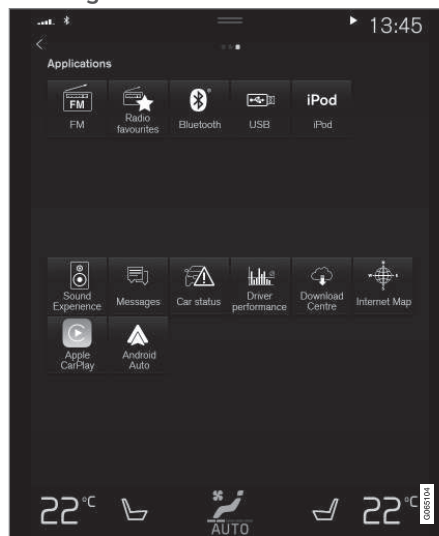 13:45
Applications
FM
FM
Radio
favourites
Bluetooth
USB
iPod
iPod
Sound
Experience
Messages
Car status
Driver
performance
Download
Centre
Internet Map
Apple
CarPlay
Android
Auto
22°C
AUTO
22°C
G065104